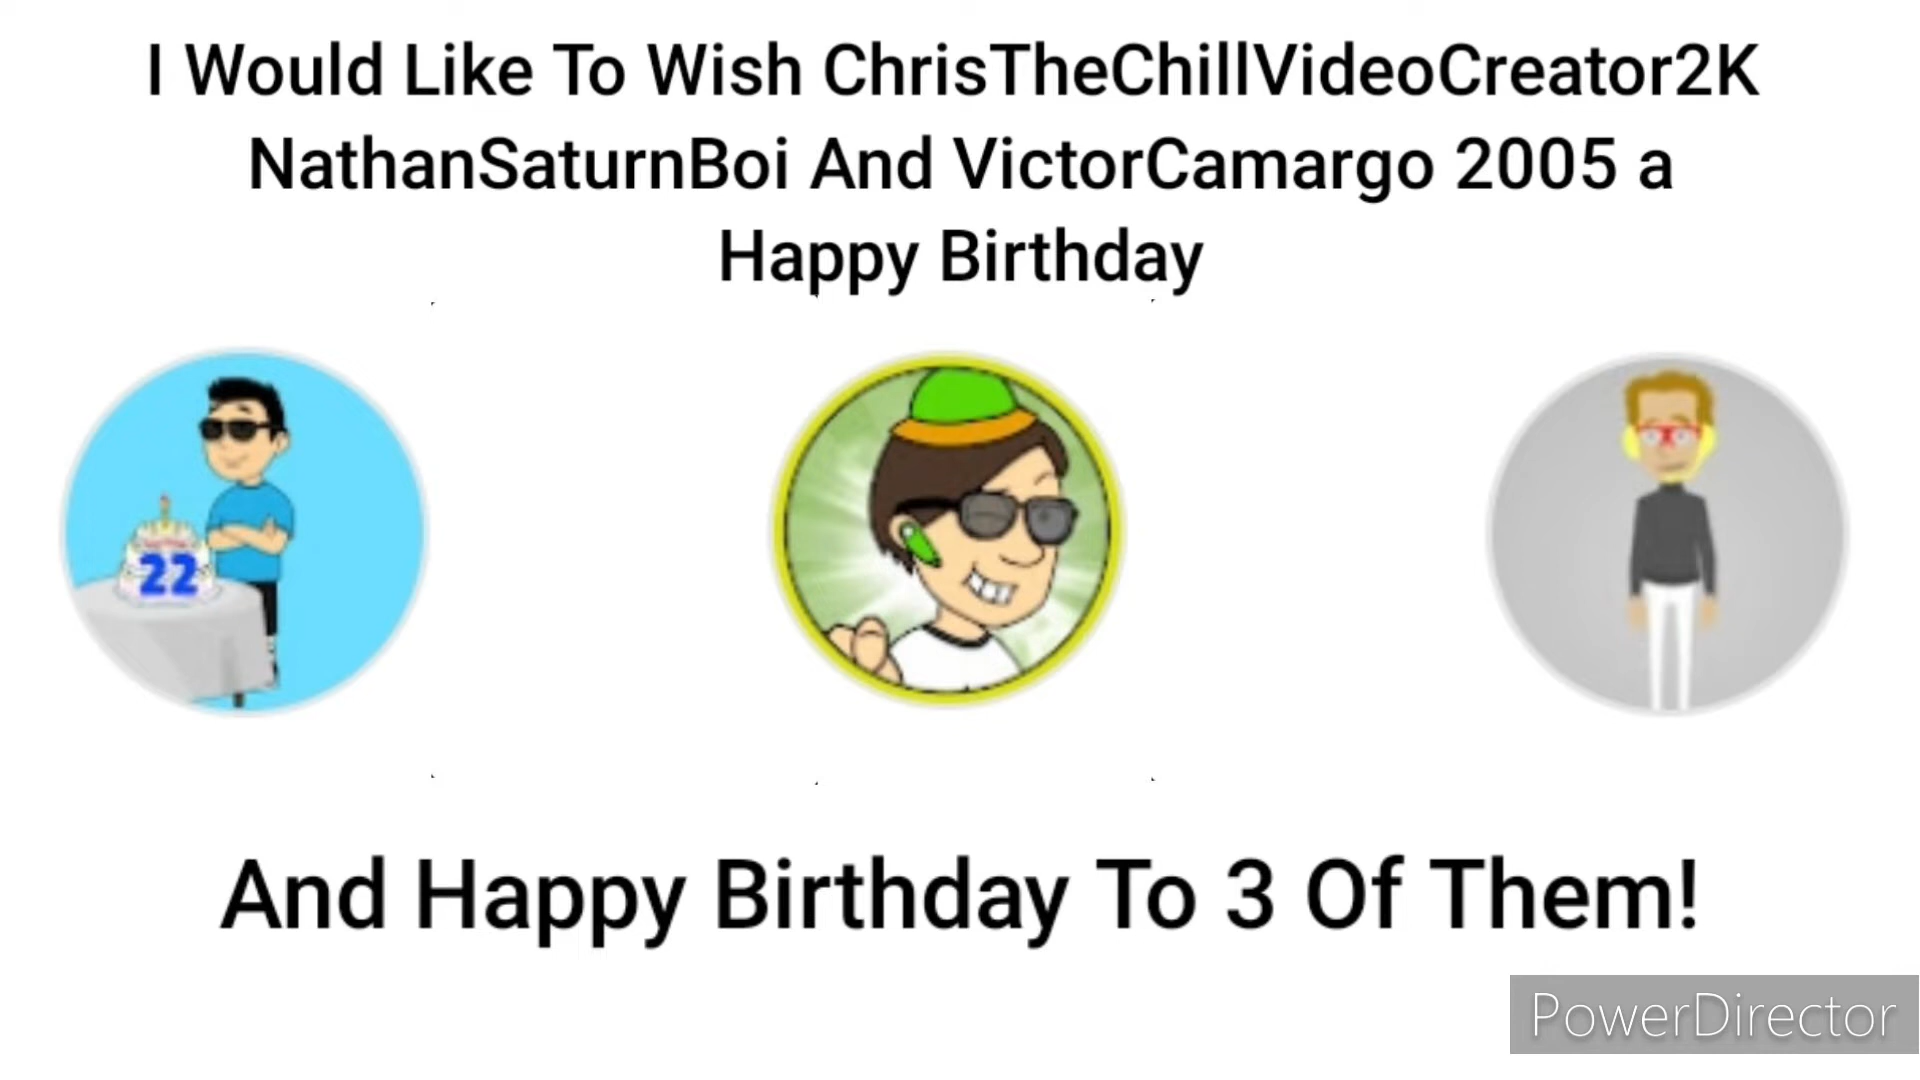 I Would Like To Wish ChrisTheChillVideoCreator2K
NathanSaturnBoi And VictorCamargo 2005 a
Happy Birthday
22
And Happy Birthday To 3 Of Them!
PowerDirector